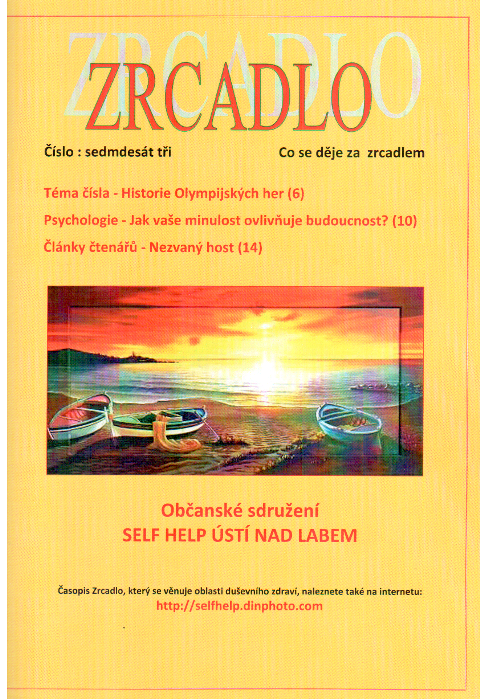 ZRCADLO
Číslo : sedmdesát tři Co se děje za zrcadlem
Téma čísla - Historie Olympijských her (6)
Psychologie - Jak vaše minulost ovlivňuje budoucnost? (10)
Články čtenářů - Nezvaný host (14)
Občanské sdružení
SELF HELP ÚSTÍ NAD LABEM
Časopis Zrcadlo, který se věnuje oblasti duševního zdraví, naleznete také na internetu:
http://selfhelp.dinphoto.com